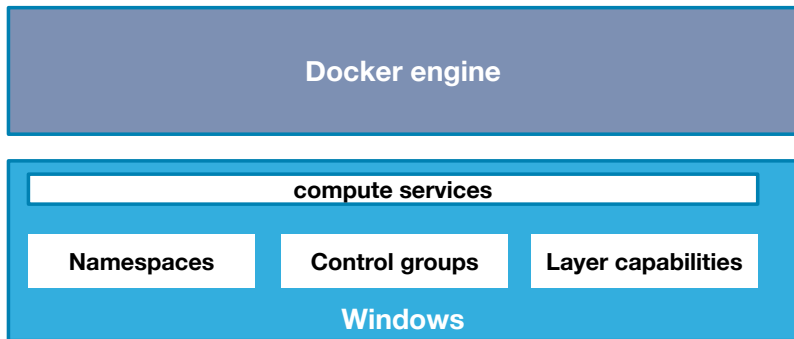 Docker engine
compute services
Namespaces
Control groups
Layer capabilities
Windows